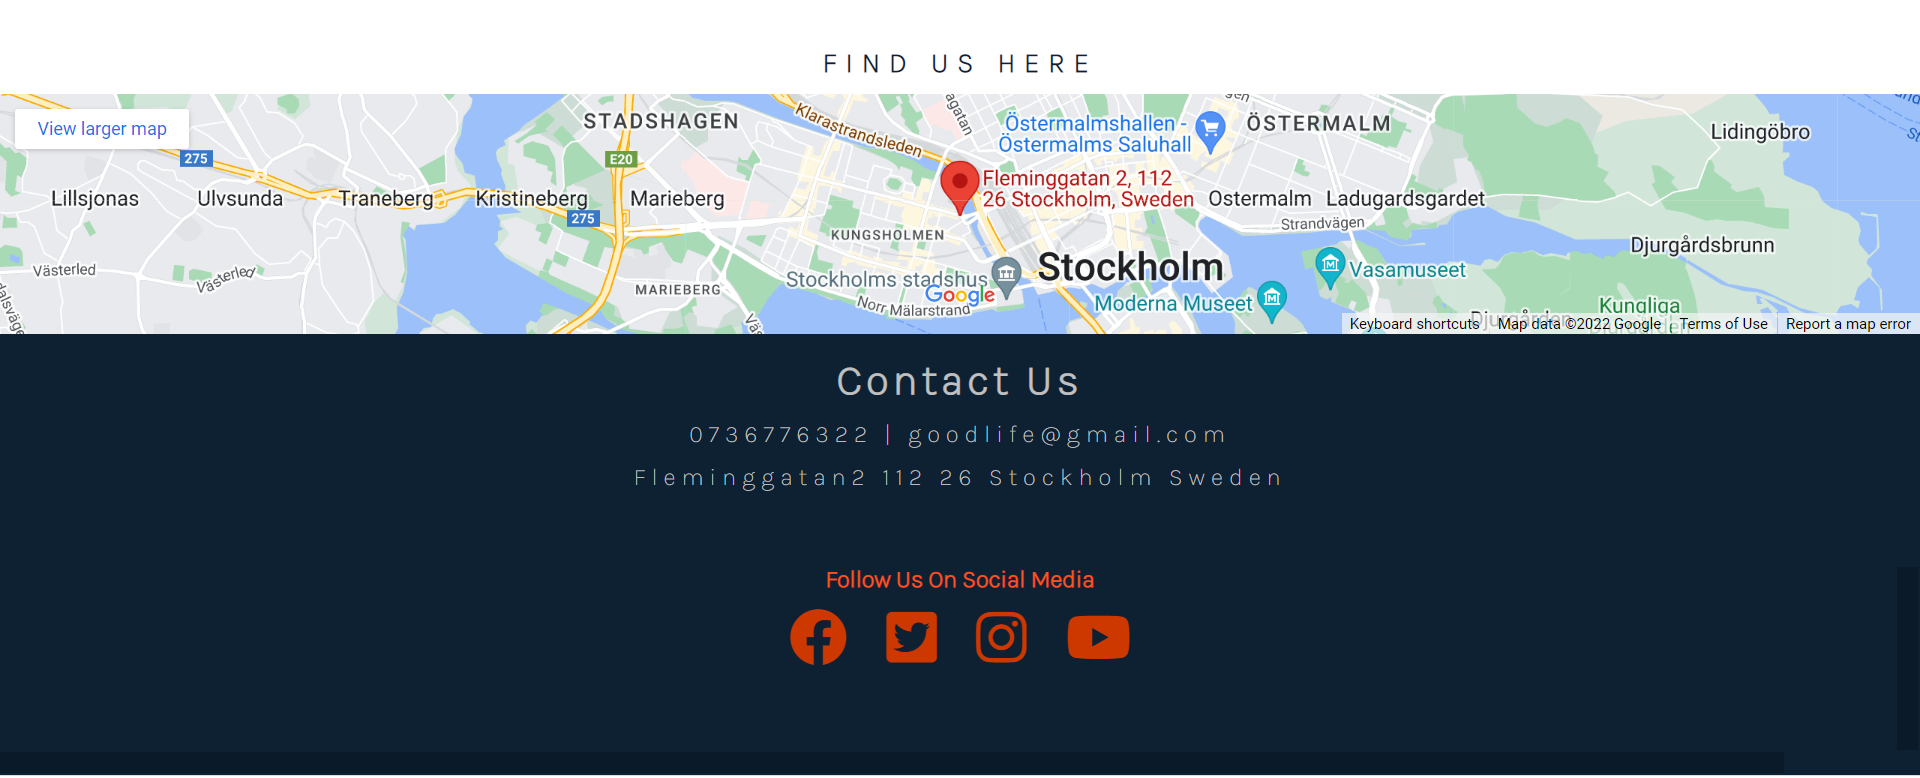 FIND US HERE
View larger map
275
E20
275
STADSHAGEN
Klarastrandsleden
agatan
Östermalmshallen -
Östermalms Saluhall
ÖSTERMALM
Lidingöbro
Lillsjonas
Ulvsunda
Traneberg
Kristineberg
Marieberg
Fleminggatan 2, 112
26 Stockholm, Sweden
Ostermalm
Ladugardsgardet
Strandvägen
KUNGSHOLMEN
Djurgårdsbrunn
Västerled
Västerled
Stockholms stadshus
Stockholm
Vasamuseet
MARIEBERG
Google
Norr Mälarstrand
Moderna Museet
Kungliga
Djurgården
Djurgården
Keyboard shortcuts
Map data ©2022 Google
Terms of Use
Report a map error
Contact Us
0736776322 | goodlife@gmail.com
Fleminggatan2 112 26 Stockholm Sweden
Follow Us On Social Media